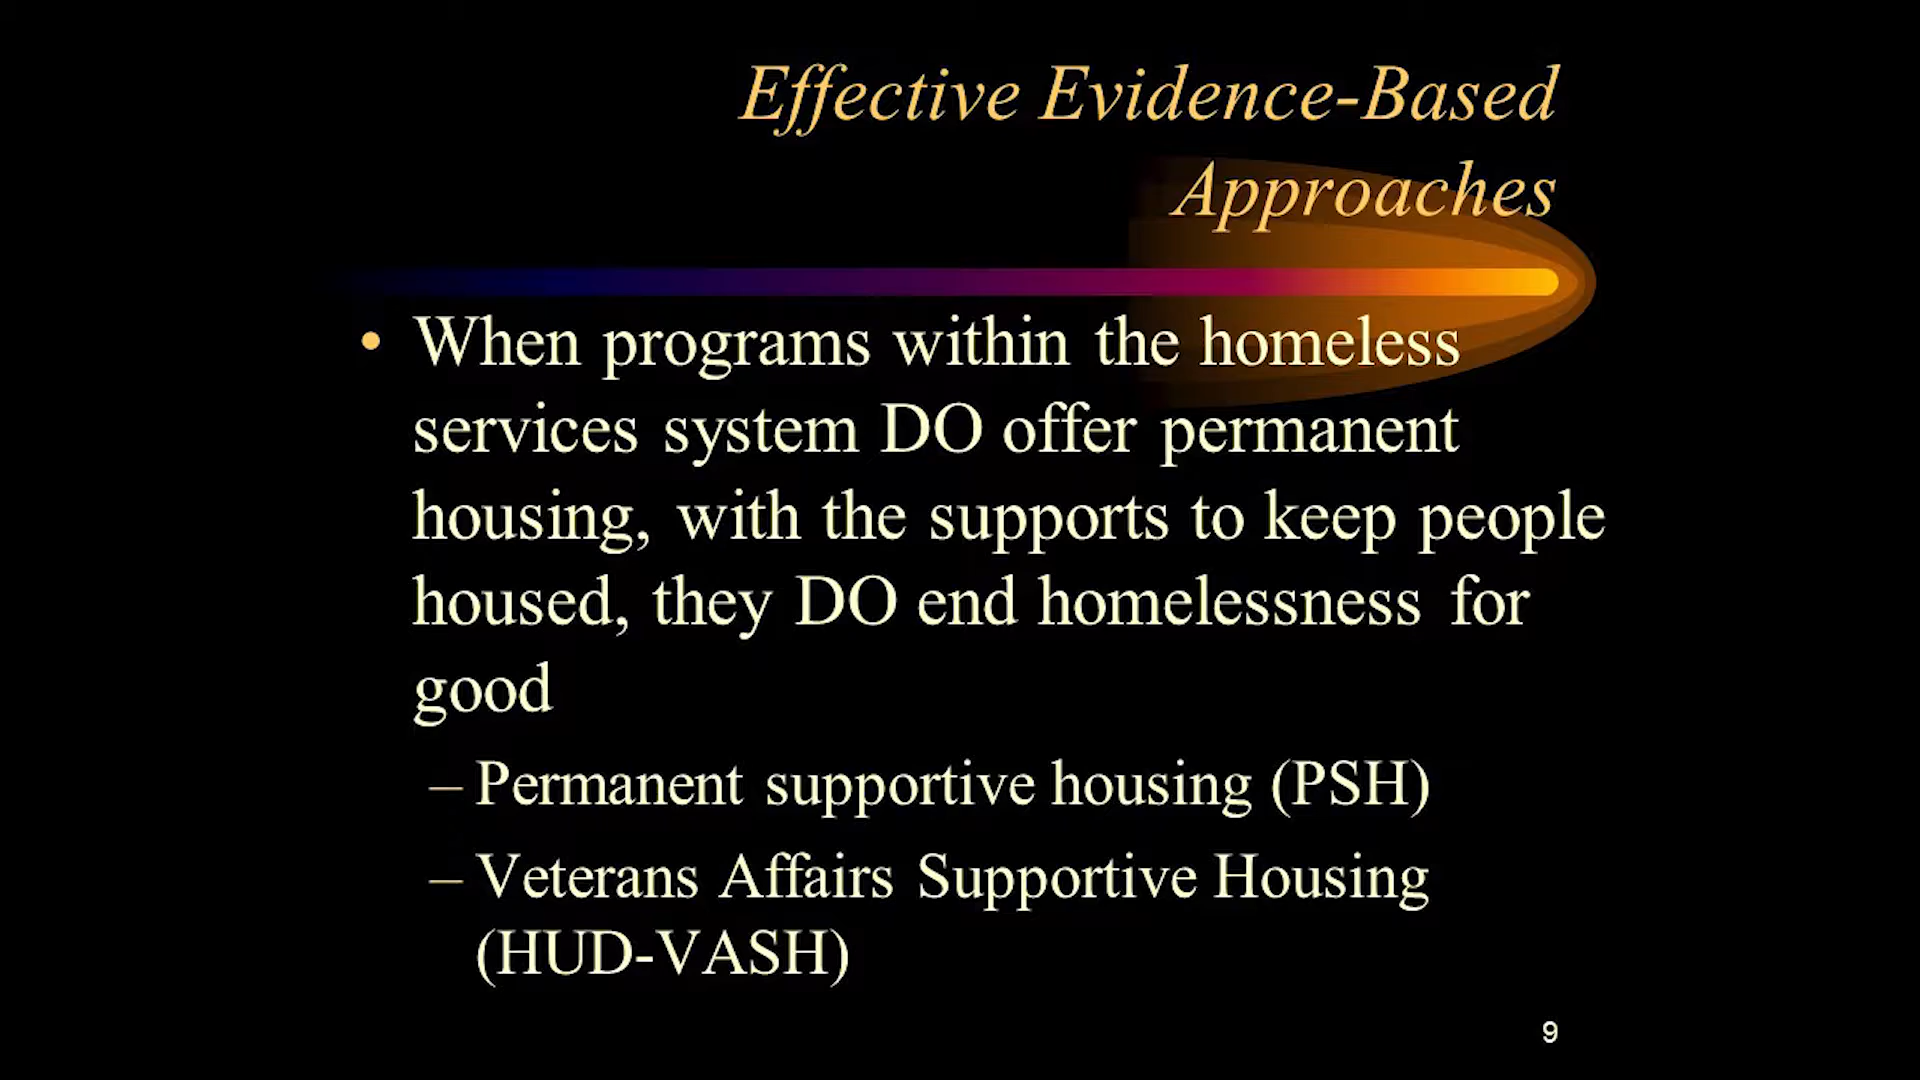 Effective Evidence-Based
Approaches
• When programs within the homeless
services system DO offer permanent
housing, with the supports to keep people
housed, they DO end homelessness for
good
– Permanent supportive housing (PSH)
– Veterans Affairs Supportive Housing
(HUD-VASH)
9